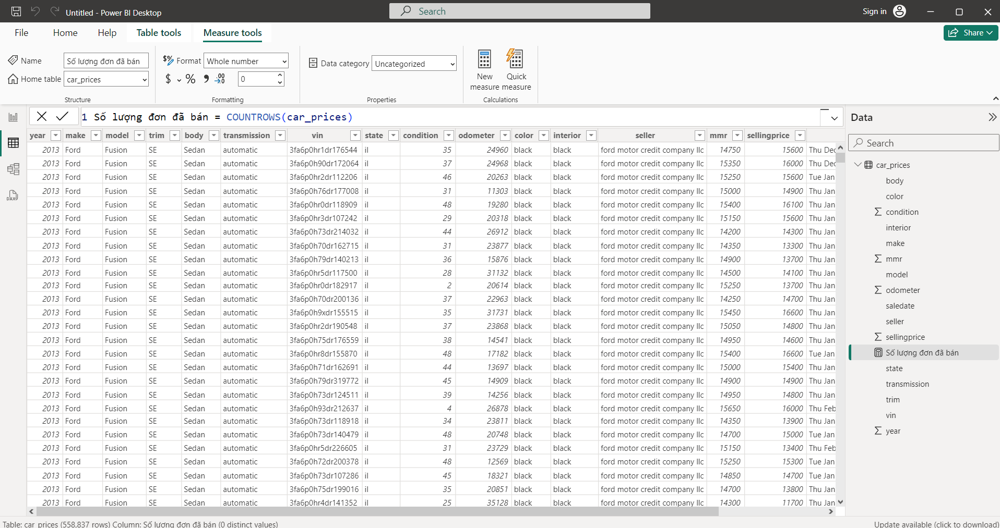 Untitled - Power BI Desktop
Search
Sign in
File Home Help Table tools Measure tools
Share
Name Số lượng đơn đã bán
Home table car_prices
Structure
Format Whole number
$ % , .00 0
Formatting
Data category Uncategorized
Properties
New measure
Quick measure
Calculations
1 Số lượng đơn đã bán = COUNTROWS(car_prices)
year make model trim body transmission vin state condition odometer color interior seller mmr sellingprice
2013 Ford Fusion SE Sedan automatic 3fa6p0hr1dr176544 il 35 24960 black black ford motor credit company llc 14750 15600 Thu Dec
2013 Ford Fusion SE Sedan automatic 3fa6p0h90dr172064 il 37 24968 black black ford motor credit company llc 15350 16000 Thu Dec
2013 Ford Fusion SE Sedan automatic 3fa6p0hr2dr112206 il 46 20263 black black ford motor credit company llc 15250 15600 Tue Jan
2013 Ford Fusion SE Sedan automatic 3fa6p0h76dr177008 il 31 11303 black black ford motor credit company llc 15000 14900 Thu Jan
2013 Ford Fusion SE Sedan automatic 3fa6p0hr0dr118909 il 48 19280 black black ford motor credit company llc 15400 16100 Thu Jan
2013 Ford Fusion SE Sedan automatic 3fa6p0hr3dr107242 il 29 20318 black black ford motor credit company llc 15150 15600 Thu Jan
2013 Ford Fusion SE Sedan automatic 3fa6p0h73dr214032 il 44 26912 black black ford motor credit company llc 14200 14300 Thu Jan
2013 Ford Fusion SE Sedan automatic 3fa6p0h70dr162715 il 31 23877 black black ford motor credit company llc 14350 13300 Thu Jan
2013 Ford Fusion SE Sedan automatic 3fa6p0h79dr140213 il 36 15876 black black ford motor credit company llc 14900 13700 Thu Jan
2013 Ford Fusion SE Sedan automatic 3fa6p0hr5dr117500 il 28 31132 black black ford motor credit company llc 14500 14100 Thu Jan
2013 Ford Fusion SE Sedan automatic 3fa6p0hr0dr182917 il 2 20614 black black ford motor credit company llc 15250 13700 Thu Jan
2013 Ford Fusion SE Sedan automatic 3fa6p0h70dr200136 il 37 22963 black black ford motor credit company llc 14250 14700 Thu Jan
2013 Ford Fusion SE Sedan automatic 3fa6p0h9xdr155515 il 35 31731 black black ford motor credit company llc 15450 16600 Thu Jan
2013 Ford Fusion SE Sedan automatic 3fa6p0hr2dr190548 il 37 23868 black black ford motor credit company llc 15050 14800 Thu Jan
2013 Ford Fusion SE Sedan automatic 3fa6p0h75dr176559 il 38 14541 black black ford motor credit company llc 14950 14600 Thu Jan
2013 Ford Fusion SE Sedan automatic 3fa6p0hr8dr155870 il 48 17182 black black ford motor credit company llc 15400 16600 Tue Jan
2013 Ford Fusion SE Sedan automatic 3fa6p0h71dr162691 il 44 13697 black black ford motor credit company llc 15000 15400 Thu Jan
2013 Ford Fusion SE Sedan automatic 3fa6p0h79dr319772 il 45 14909 black black ford motor credit company llc 14900 14900 Thu Jan
2013 Ford Fusion SE Sedan automatic 3fa6p0h73dr124511 il 39 14256 black black ford motor credit company llc 14950 14800 Thu Jan
2013 Ford Fusion SE Sedan automatic 3fa6p0h93dr212637 il 4 26878 black black ford motor credit company llc 15650 16000 Thu Feb
2013 Ford Fusion SE Sedan automatic 3fa6p0h73dr118918 il 34 23811 black black ford motor credit company llc 14350 13900 Thu Jan
2013 Ford Fusion SE Sedan automatic 3fa6p0h73dr140479 il 48 20748 black black ford motor credit company llc 14700 15000 Tue Jan
2013 Ford Fusion SE Sedan automatic 3fa6p0hr5dr226605 il 31 23729 black black ford motor credit company llc 15150 13400 Thu Feb
2013 Ford Fusion SE Sedan automatic 3fa6p0h72dr200378 il 48 12569 black black ford motor credit company llc 15250 15300 Tue Jan
2013 Ford Fusion SE Sedan automatic 3fa6p0h73dr107286 il 45 18321 black black ford motor credit company llc 14850 14700 Tue Jan
2013 Ford Fusion SE Sedan automatic 3fa6p0h75dr199016 il 35 20851 black black ford motor credit company llc 14700 13800 Thu Jan
2013 Ford Fusion SE Sedan automatic 3fa6p0hr4dr141352 il 25 35128 black black ford motor credit company llc 14300 11700 Thu Jan
DAX
Data
Search
car_prices
body
color
condition
interior
make
mmr
model
odometer
saledate
seller
sellingprice
Số lượng đơn đã bán
state
transmission
trim
vin
year
Table: car_prices (558,837 rows) Column: Số lượng đơn đã bán (0 distinct values)
Update available (click to download)